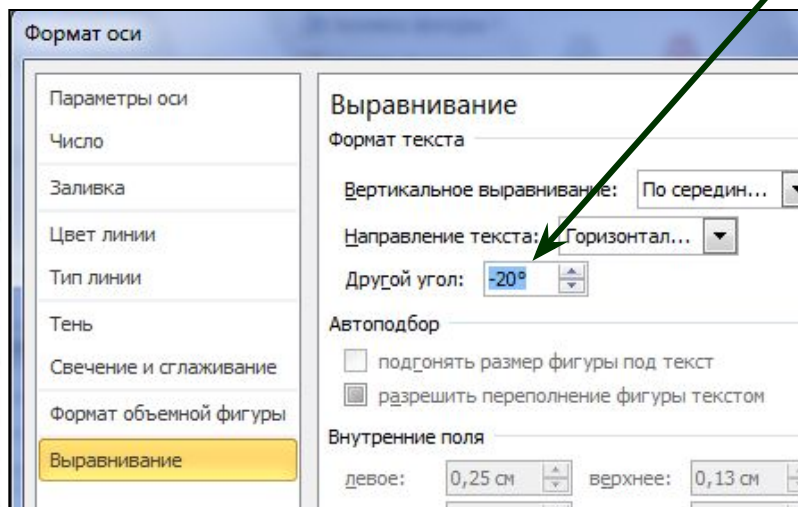 Формат оси
Параметры оси
Число
Заливка
Цвет линии
Тип линии
Тень
Свечение и сглаживание
Формат объемной фигуры
Выравнивание
Выравнивание
Формат текста
Вертикальное выравнивание: По середин...
Направление текста: Горизонтал...
Другой угол: -20°
Автоподбор
подгонять размер фигуры под текст
разрешить переполнение фигуры текстом
Внутренние поля
левое: 0,25 см верхнее: 0,13 см